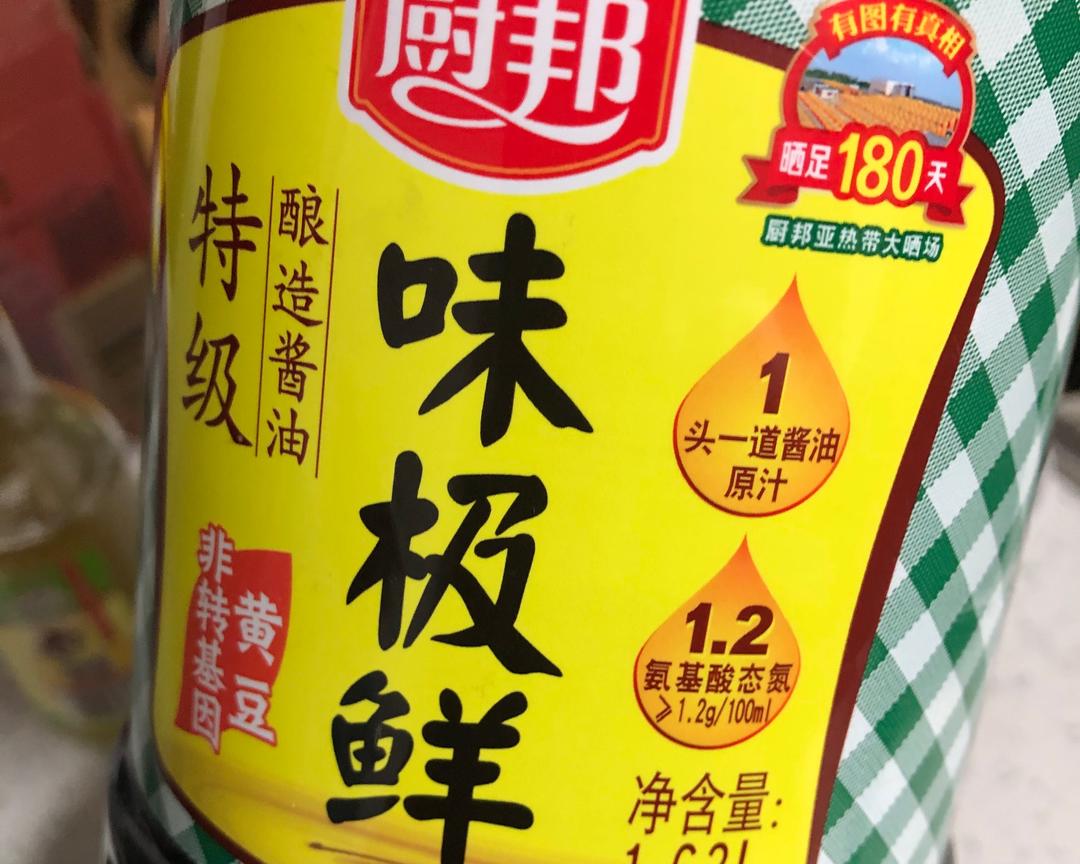 厨邦
有图有真相
晒足180天
厨邦亚热带大晒场
特级
酿造酱油
味极鲜
1
头一道酱油
原汁
1.2
氨基酸态氮
≥1.2g/100ml
非转基因
黄豆
净含量: